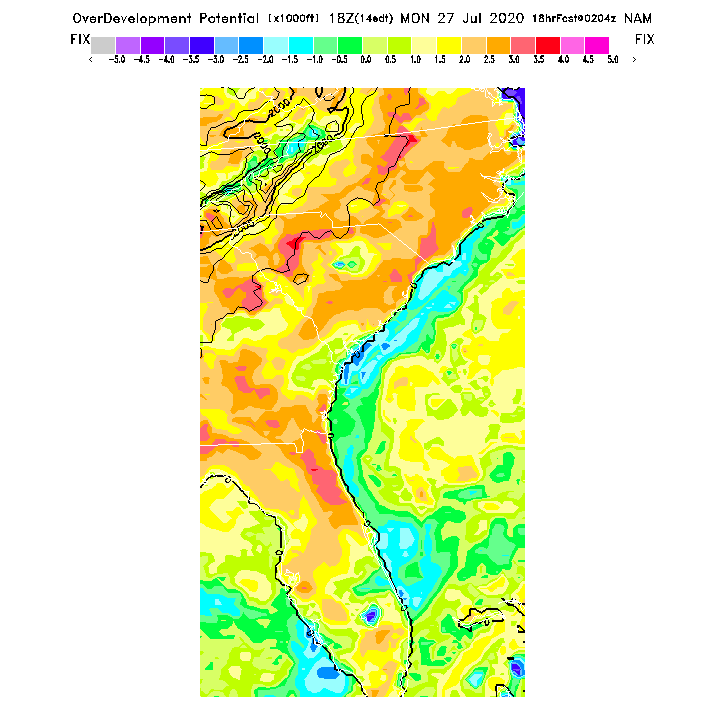 OverDevelopment Potential [x1000ft] 18Z(14edt) MON 27 Jul 2020 18hrFcst@0204z NAM
FIX FIX
< -5.0 -4.5 -4.0 -3.5 -3.0 -2.5 -2.0 -1.5 -1.0 -0.5 0.0 0.5 1.0 1.5 2.0 2.5 3.0 3.5 4.0 4.5 5.0 >
2000
2000